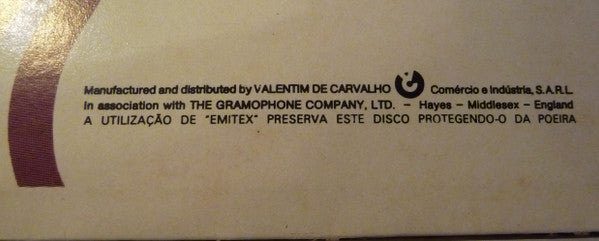 Manufactured and distributed by VALENTIM DE CARVALHO Comércio e Indústria, S.A.R.L.
In association with THE GRAMOPHONE COMPANY, LTD. – Hayes – Middlesex – England
A UTILIZAÇÃO DE "EMITEX" PRESERVA ESTE DISCO PROTEGENDO-O DA POEIRA